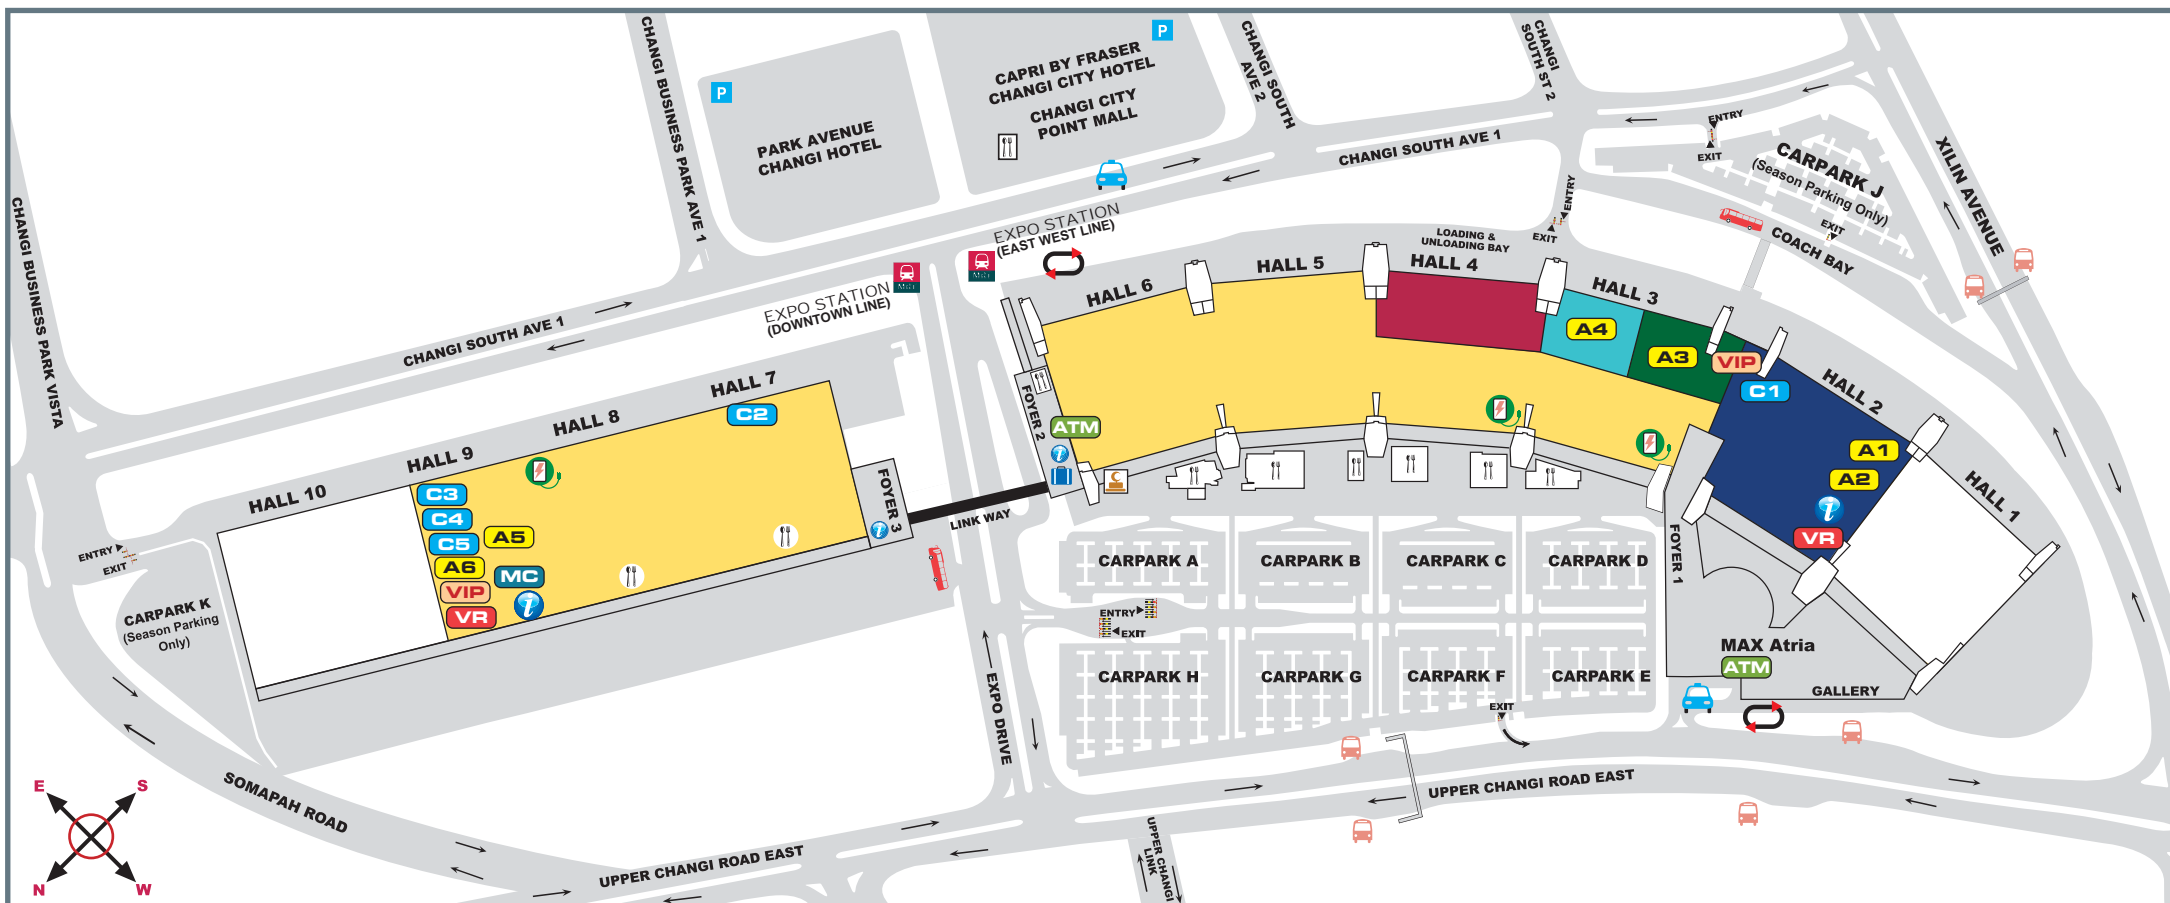 CHANGI BUSINESS PARK AVE 1
P
PARK AVENUE
CHANGI HOTEL
P
CAPRI BY FRASER
CHANGI CITY HOTEL
CHANGI CITY
POINT MALL
CHANGI SOUTH
AVE 2
CHANGI
SOUTH ST 2
CHANGI SOUTH AVE 1
ENTRY
EXIT
CARPARK J
(Season Parking Only)
EXIT
XILIN AVENUE
COACH BAY
ENTRY
EXIT
LOADING &
UNLOADING BAY
EXPO STATION
(EAST WEST LINE)
EXPO STATION
(DOWNTOWN LINE)
CHANGI BUSINESS PARK VISTA
CHANGI SOUTH AVE 1
HALL 6
HALL 5
HALL 4
HALL 3
HALL 2
HALL 1
A4
A3
VIP
C1
A1
A2
VR
FOYER 2
ATM
HALL 7
HALL 8
HALL 9
HALL 10
C2
C3
C4
C5
A5
A6
MC
VIP
VR
FOYER 3
LINK WAY
ENTRY
EXIT
CARPARK K
(Season Parking
Only)
CARPARK A
CARPARK B
CARPARK C
CARPARK D
FOYER 1
ENTRY
EXIT
CARPARK H
CARPARK G
CARPARK F
CARPARK E
EXIT
MAX Atria
ATM
GALLERY
EXPO DRIVE
SOMAPAH ROAD
UPPER CHANGI ROAD EAST
UPPER CHANGI ROAD EAST
UPPER CHANGI
LINK
E
S
N
W